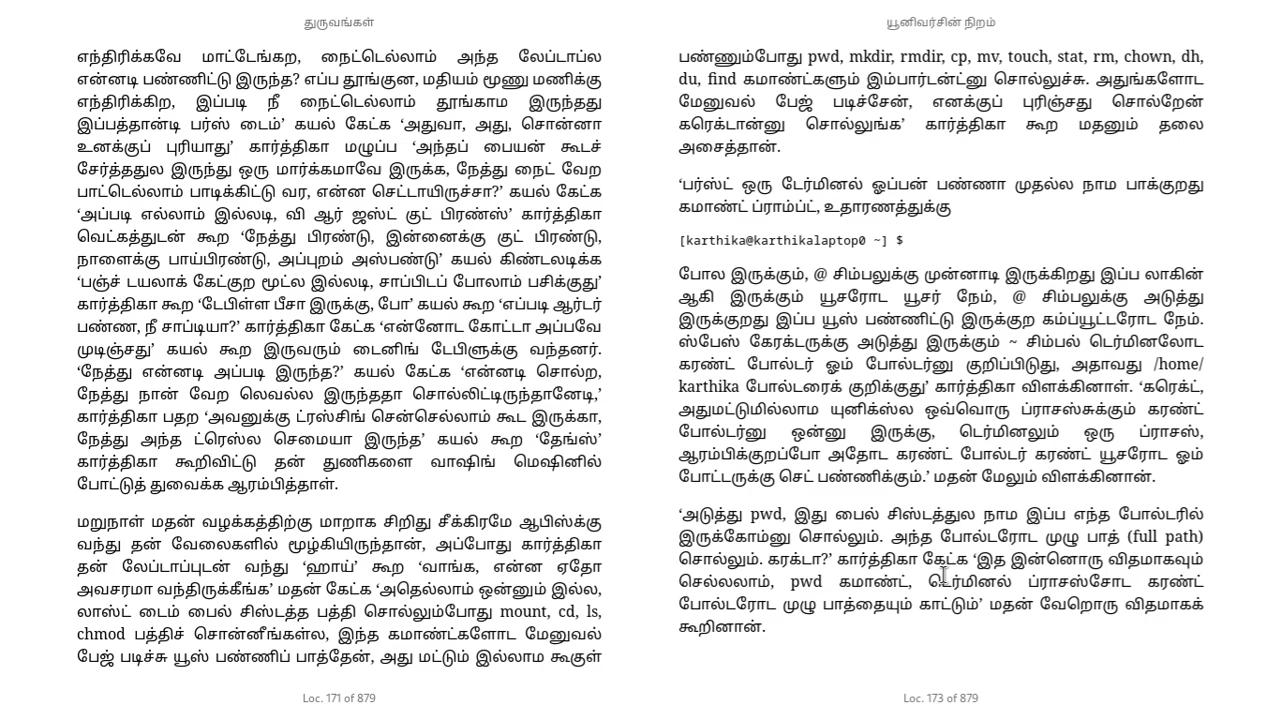 துருவங்கள்
எந்திரிக்கவே மாட்டேங்கற, நைட்டெல்லாம் அந்த லேப்டாப்ல
என்னடி பண்ணிட்டு இருந்த? எப்ப தூங்குன, மதியம் மூணு மணிக்கு
எந்திரிக்கிற, இப்படி நீ நைட்டெல்லாம் தூங்காம இருந்தது
இப்பத்தான்டி பர்ஸ் டைம்’ கயல் கேட்க ‘அதுவா, அது, சொன்னா
உனக்குப் புரியாது’ கார்த்திகா மழுப்ப ‘அந்தப் பையன் கூடச்
சேர்த்ததுல இருந்து ஒரு மார்க்கமாவே இருக்க, நேத்து நைட் வேற
பாட்டெல்லாம் பாடிக்கிட்டு வர, என்ன செட்டாயிருச்சா?’ கயல் கேட்க
‘அப்படி எல்லாம் இல்லடி, வி ஆர் ஜஸ்ட் குட் பிரண்ஸ்’ கார்த்திகா
வெட்கத்துடன் கூற ‘நேத்து பிரண்டு, இன்னைக்கு குட் பிரண்டு,
நாளைக்கு பாய்பிரண்டு, அப்புறம் அஸ்பண்டு’ கயல் கிண்டலடிக்க
‘பஞ்ச் டயலாக் கேட்குற மூட்ல இல்லடி, சாப்பிடப் போலாம் பசிக்குது’
கார்த்திகா கூற ‘டேபிள்ள பீசா இருக்கு, போ’ கயல் கூற ‘எப்படி ஆர்டர்
பண்ண, நீ சாப்டியா?’ கார்த்திகா கேட்க ‘என்னோட கோட்டா அப்பவே
முடிஞ்சது’ கயல் கூற இருவரும் டைனிங் டேபிளுக்கு வந்தனர்.
‘நேத்து என்னடி அப்படி இருந்த?’ கயல் கேட்க ‘என்னடி சொல்ற,
நேத்து நான் வேற லெவல்ல இருந்ததா சொல்லிட்டிருந்தானேடி,’
கார்த்திகா பதற ‘அவனுக்கு ட்ரஸ்சிங் சென்செல்லாம் கூட இருக்கா,
நேத்து அந்த ட்ரெஸ்ல செமையா இருந்த’ கயல் கூற ‘தேங்ஸ்’
கார்த்திகா கூறிவிட்டு தன் துணிகளை வாஷிங் மெஷினில்
போட்டுத் துவைக்க ஆரம்பித்தாள்.
மறுநாள் மதன் வழக்கத்திற்கு மாறாக சிறிது சீக்கிரமே ஆபிஸ்க்கு
வந்து தன் வேலைகளில் மூழ்கியிருந்தான், அப்போது கார்த்திகா
தன் லேப்டாப்புடன் வந்து ‘ஹாய்’ கூற ‘வாங்க, என்ன ஏதோ
அவசரமா வந்திருக்கீங்க’ மதன் கேட்க ‘அதெல்லாம் ஒன்னும் இல்ல,
லாஸ்ட் டைம் பைல் சிஸ்டத்த பத்தி சொல்லும்போது mount, cd, ls,
chmod பத்திச் சொன்னீங்கள்ல, இந்த கமாண்ட்களோட மேனுவல்
பேஜ் படிச்சு யூஸ் பண்ணிப் பாத்தேன், அது மட்டும் இல்லாம கூகுள்
Loc. 171 of 879
யூனிவர்சின் நிறம்
பண்ணும்போது pwd, mkdir, rmdir, cp, mv, touch, stat, rm, chown, dh,
du, find கமாண்ட்களும் இம்பார்டன்ட்னு சொல்லுச்சு. அதுங்களோட
மேனுவல் பேஜ் படிச்சேன், எனக்குப் புரிஞ்சது சொல்றேன்
கரெக்டான்னு சொல்லுங்க’ கார்த்திகா கூற மதனும் தலை
அசைத்தான்.
‘பர்ஸ்ட் ஒரு டேர்மினல் ஓப்பன் பண்ணா முதல்ல நாம பாக்குறது
கமாண்ட் ப்ராம்ப்ட், உதாரணத்துக்கு
[karthika@karthikalaptop0 ~] $
போல இருக்கும், @ சிம்பலுக்கு முன்னாடி இருக்கிறது இப்ப லாகின்
ஆகி இருக்கும் யூசரோட யூசர் நேம், @ சிம்பலுக்கு அடுத்து
இருக்குறது இப்ப யூஸ் பண்ணிட்டு இருக்குற கம்ப்யூட்டரோட நேம்.
ஸ்பேஸ் கேரக்டருக்கு அடுத்து இருக்கும் ~ சிம்பல் டெர்மினலோட
கரண்ட் போல்டர் ஓம் போல்டர்னு குறிப்பிடுது, அதாவது /home/
karthika போல்டரைக் குறிக்குது’ கார்த்திகா விளக்கினாள். ‘கரெக்ட்,
அதுமட்டுமில்லாம யுனிக்ஸ்ல ஒவ்வொரு ப்ராசஸ்சுக்கும் கரண்ட்
போல்டர்னு ஒன்னு இருக்கு, டெர்மினலும் ஒரு ப்ராசஸ்,
ஆரம்பிக்குறப்போ அதோட கரண்ட் போல்டர் கரண்ட் யூசரோட ஓம்
போட்டருக்கு செட் பண்ணிக்கும்.’ மதன் மேலும் விளக்கினான்.
‘அடுத்து pwd, இது பைல் சிஸ்டத்துல நாம இப்ப எந்த போல்டரில்
இருக்கோம்னு சொல்லும். அந்த போல்டரோட முழு பாத் (full path)
சொல்லும். கரக்டா?’ கார்த்திகா கேட்க ‘இத இன்னொரு விதமாகவும்
செல்லலாம், pwd கமாண்ட், டெர்மினல் ப்ராசஸ்சோட கரண்ட்
போல்டரோட முழு பாத்தையும் காட்டும்’ மதன் வேறொரு விதமாகக்
கூறினான்.
Loc. 173 of 879